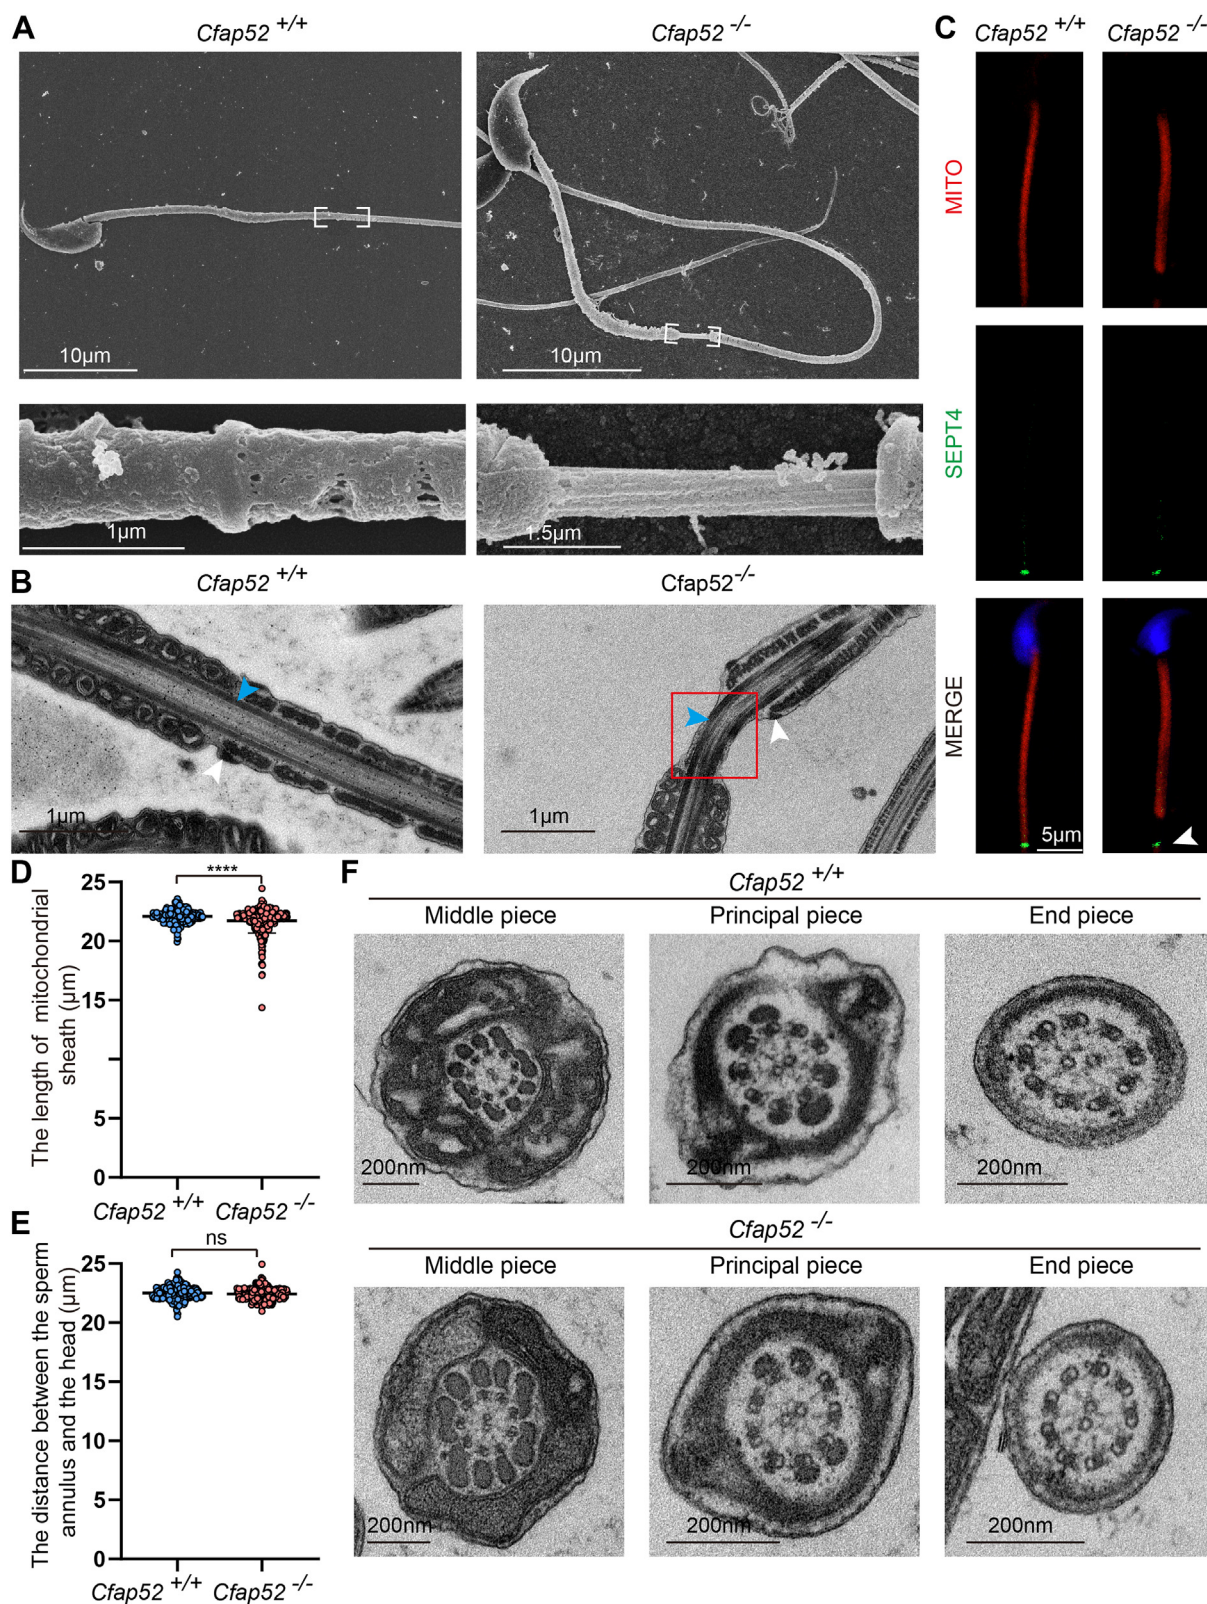 A
Cfap52 +/+
Cfap52 -/-
10μm
10μm
1μm
1.5μm
B
Cfap52 +/+
Cfap52-/-
1μm
1μm
C
Cfap52 +/+
Cfap52 -/-
MITO
SEPT4
MERGE
5μm
D
****
25
20
15
5
0
The length of mitochondrial
sheath (μm)
Cfap52 +/+
Cfap52 -/-
E
ns
25
20
15
10
5
0
The distance between the sperm
annulus and the head (μm)
Cfap52 +/+
Cfap52 -/-
F
Cfap52 +/+
Middle piece
Principal piece
End piece
200nm
200nm
200nm
Cfap52 -/-
Middle piece
Principal piece
End piece
200nm
200nm
200nm